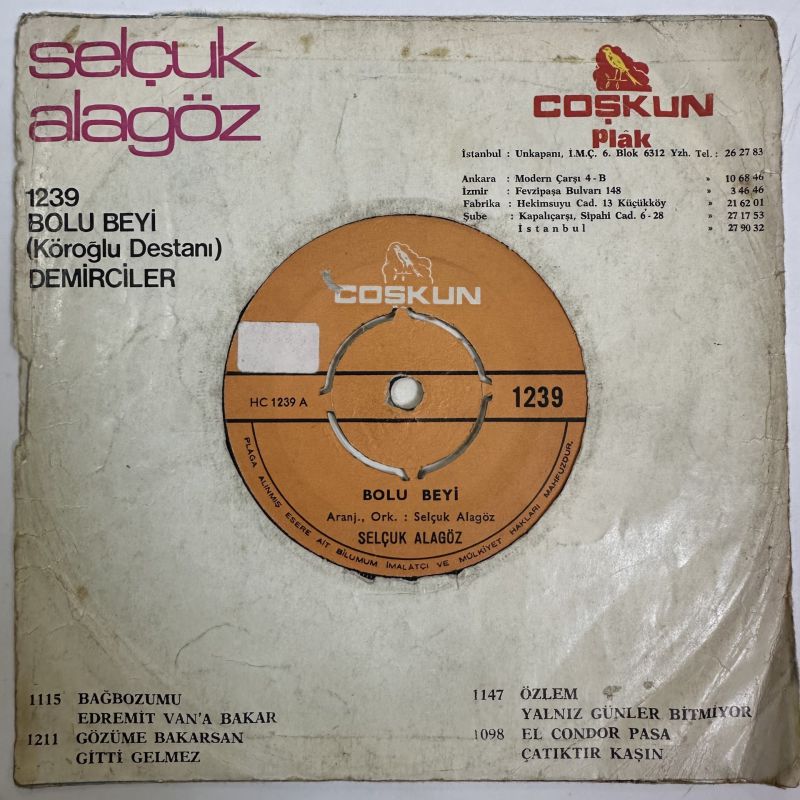 selçuk
alagöz
1239
BOLU BEYİ
(Köroğlu Destanı)
DEMİRCİLER
COŞKUN
Plâk
İstanbul : Unkapanı, İ.M.Ç. 6. Blok 6312 Yzh. Tel.: 26 27 83
Ankara : Modern Çarşı 4-B » 10 68 46
İzmir : Fevzipaşa Bulvarı 148 » 3 46 46
Fabrika : Hekimsuyu Cad. 13 Küçükköy » 21 62 01
Şube : Kapalıçarşı, Sipahi Cad. 6-28 » 27 17 53
İstanbul » 27 90 32
COŞKUN
HC 1239 A
1239
BOLU BEYİ
Aranj., Ork. : Selçuk Alagöz
SELÇUK ALAGÖZ
PLÂĞA ALINMIŞ ESERE AİT BİLUMUM İMALATÇI VE MÜLKİYET HAKLARI MAHFUZDUR.
1115 BAĞBOZUMU
EDREMİT VAN'A BAKAR
1211 GÖZÜME BAKARSAN
GİTTİ GELMEZ
1147 ÖZLEM
YALNIZ GÜNLER BİTMİYOR
1098 EL CONDOR PASA
ÇATIKTIR KAŞIN